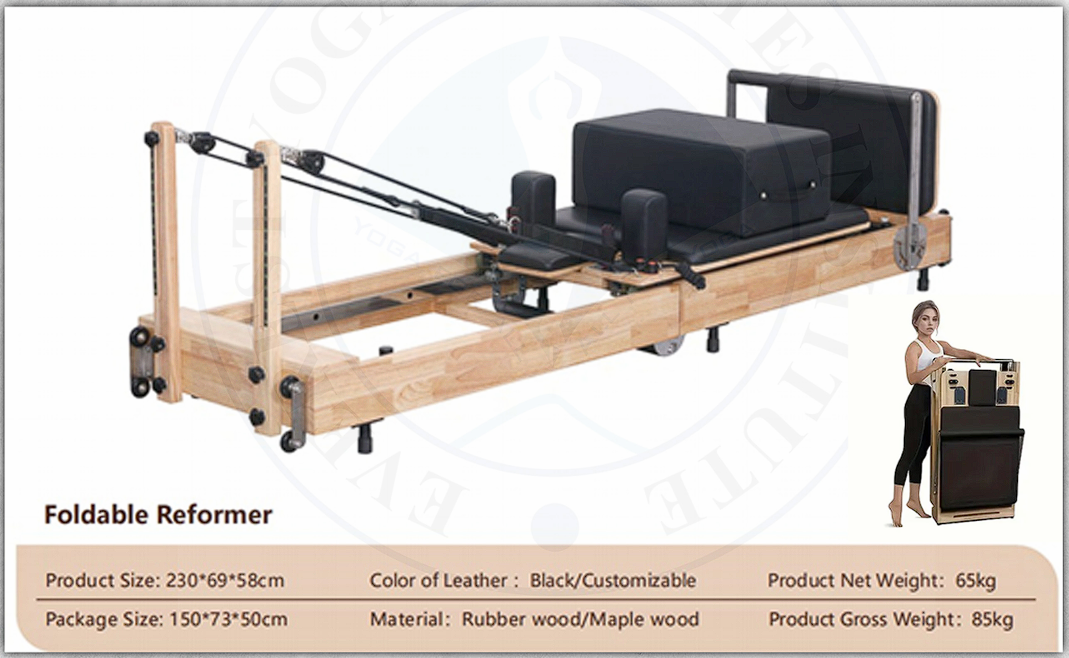 Foldable Reformer
Product Size: 230*69*58cm
Color of Leather : Black/Customizable
Product Net Weight: 65kg
Package Size: 150*73*50cm
Material: Rubber wood/Maple wood
Product Gross Weight: 85kg